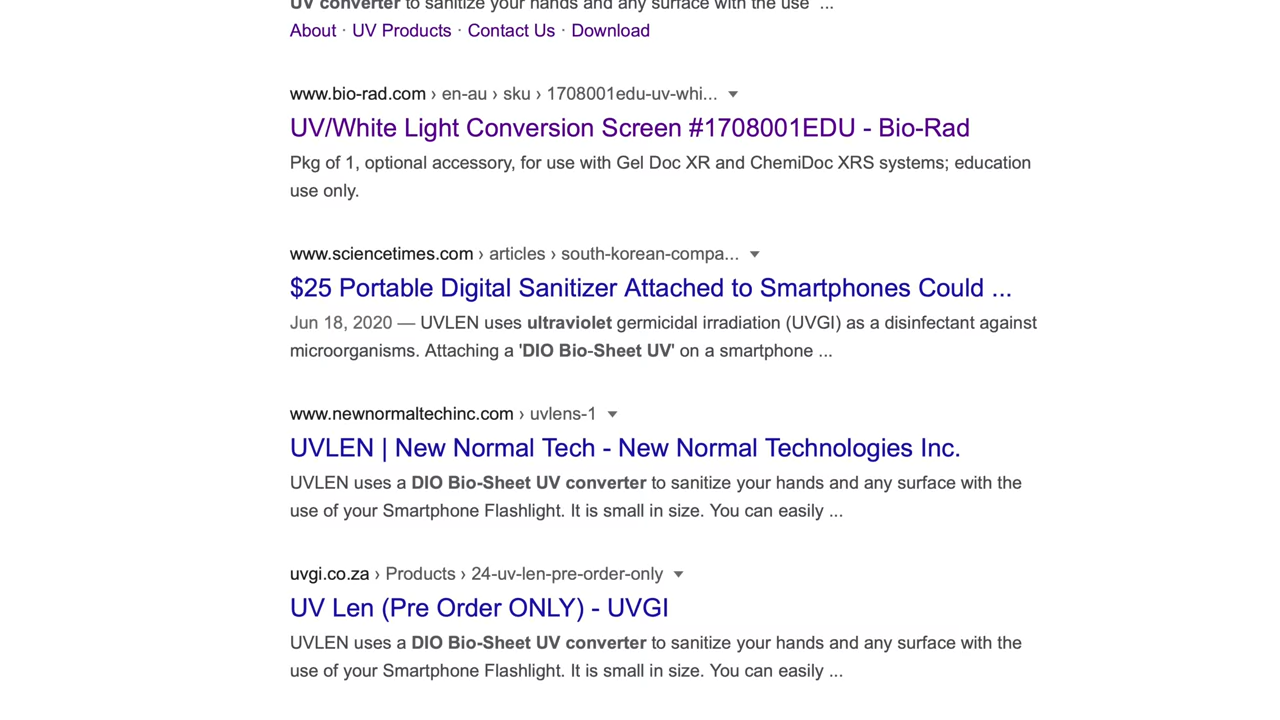 UV converter to sanitize your hands and any surface with the use ...
About · UV Products · Contact Us · Download
www.bio-rad.com › en-au › sku › 1708001edu-uv-whi...
UV/White Light Conversion Screen #1708001EDU - Bio-Rad
Pkg of 1, optional accessory, for use with Gel Doc XR and ChemiDoc XRS systems; education
use only.
www.sciencetimes.com › articles › south-korean-compa...
$25 Portable Digital Sanitizer Attached to Smartphones Could ...
Jun 18, 2020 — UVLEN uses ultraviolet germicidal irradiation (UVGI) as a disinfectant against
microorganisms. Attaching a 'DIO Bio-Sheet UV' on a smartphone ...
www.newnormaltechinc.com › uvlens-1
UVLEN | New Normal Tech - New Normal Technologies Inc.
UVLEN uses a DIO Bio-Sheet UV converter to sanitize your hands and any surface with the
use of your Smartphone Flashlight. It is small in size. You can easily ...
uvgi.co.za › Products › 24-uv-len-pre-order-only
UV Len (Pre Order ONLY) - UVGI
UVLEN uses a DIO Bio-Sheet UV converter to sanitize your hands and any surface with the
use of your Smartphone Flashlight. It is small in size. You can easily ...